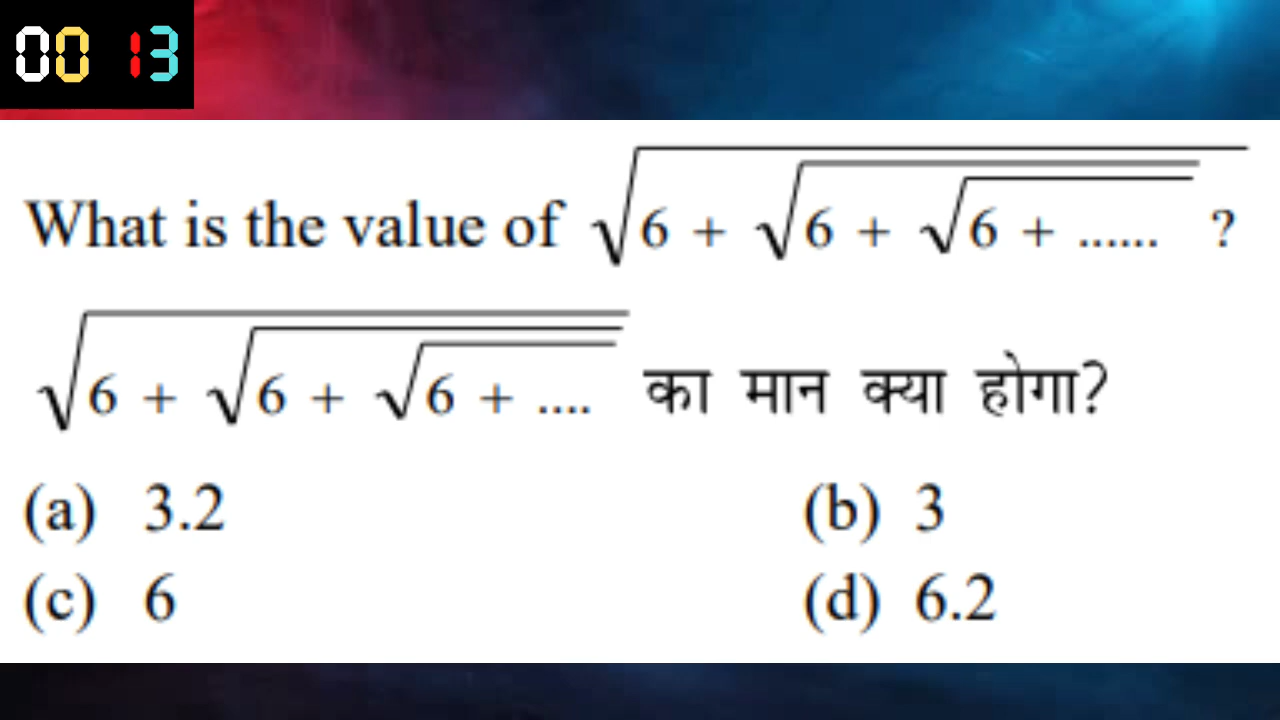 00 13
What is the value of √6 + √6 + √6 + ...... ?
√6 + √6 + √6 + .... का मान क्या होगा?
(a) 3.2 (b) 3
(c) 6 (d) 6.2